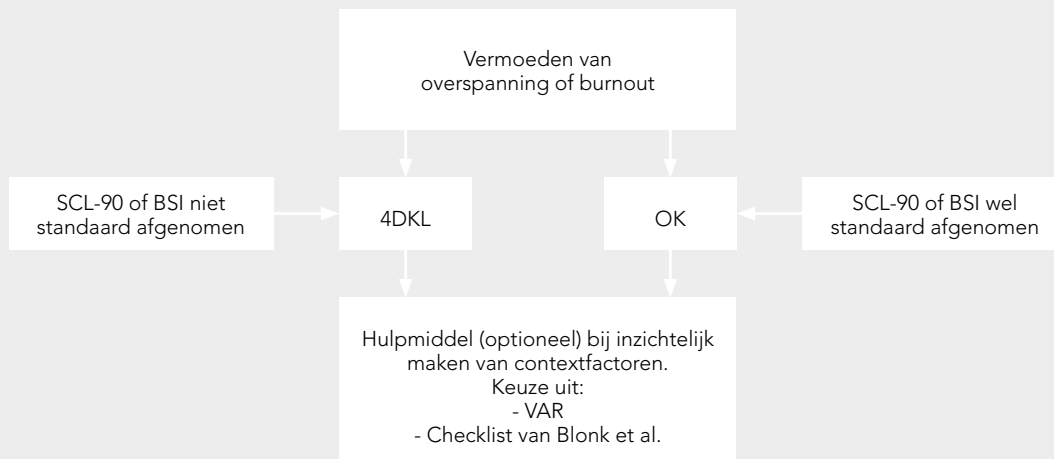 Vermoeden van
overspanning of burnout
SCL-90 of BSI niet
standaard afgenomen
4DKL
OK
SCL-90 of BSI wel
standaard afgenomen
Hulpmiddel (optioneel) bij inzichtelijk
maken van contextfactoren.
Keuze uit:
- VAR
- Checklist van Blonk et al.